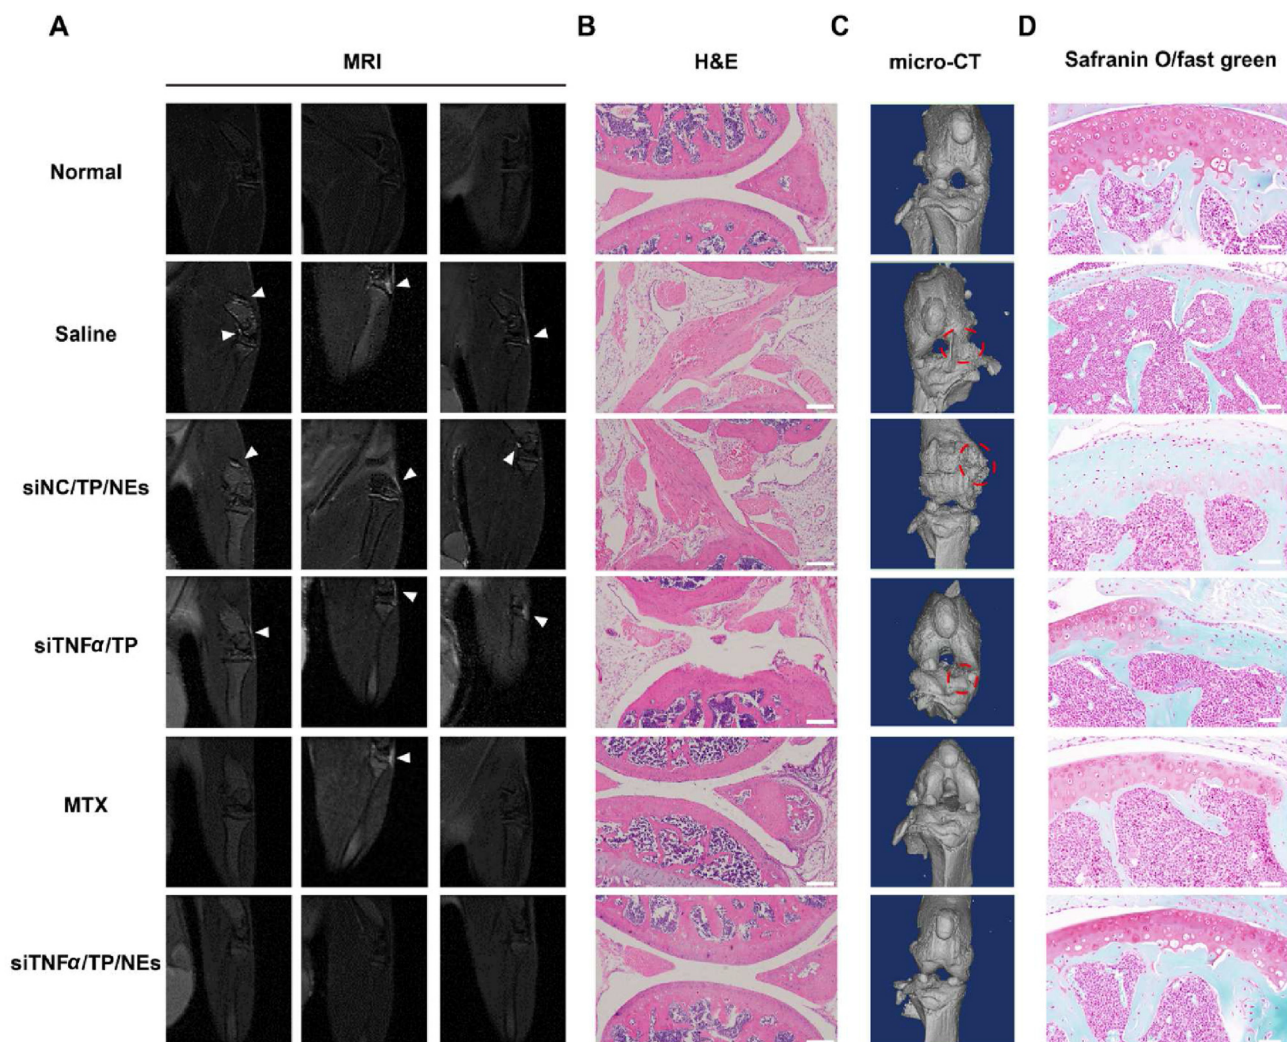 A
B
C
D
MRI
H&E
micro-CT
Safranin O/fast green
Normal
Saline
siNC/TP/NEs
siTNFα/TP
MTX
siTNFα/TP/NEs